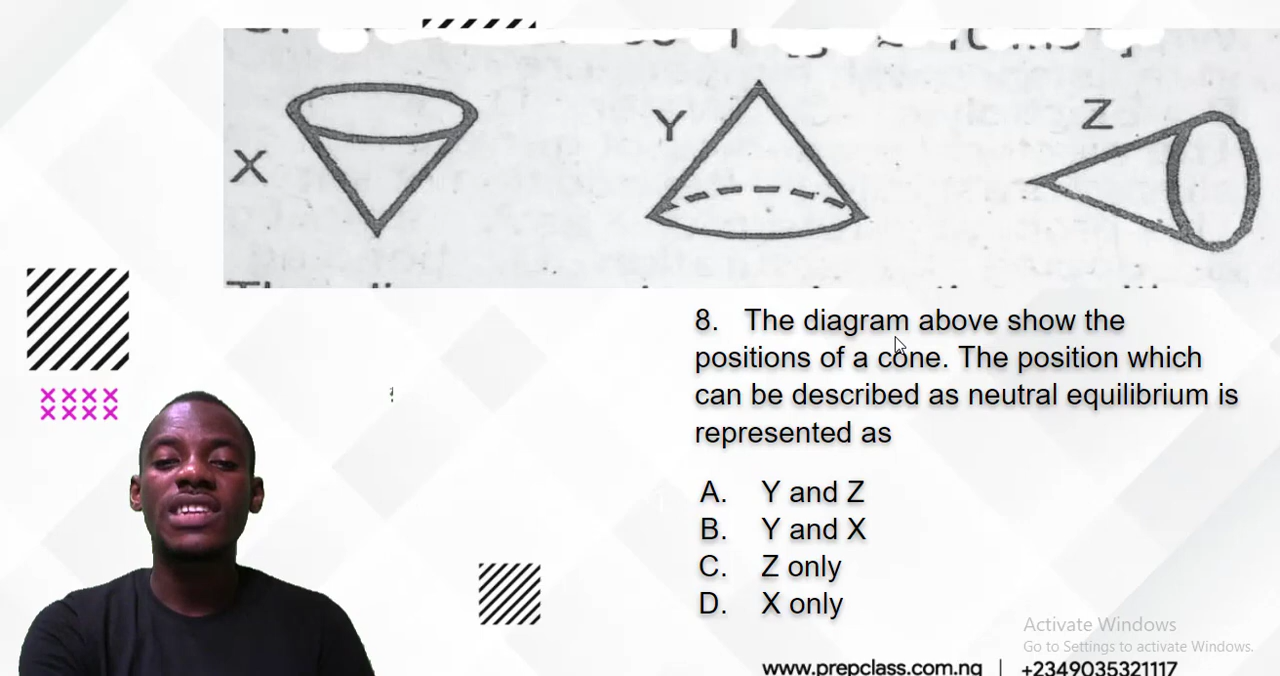 X
Y
Z
8. The diagram above show the
positions of a cone. The position which
can be described as neutral equilibrium is
represented as
A. Y and Z
B. Y and X
C. Z only
D. X only
Activate Windows
Go to Settings to activate Windows.
www.prepclass.com.ng | +2349035321117